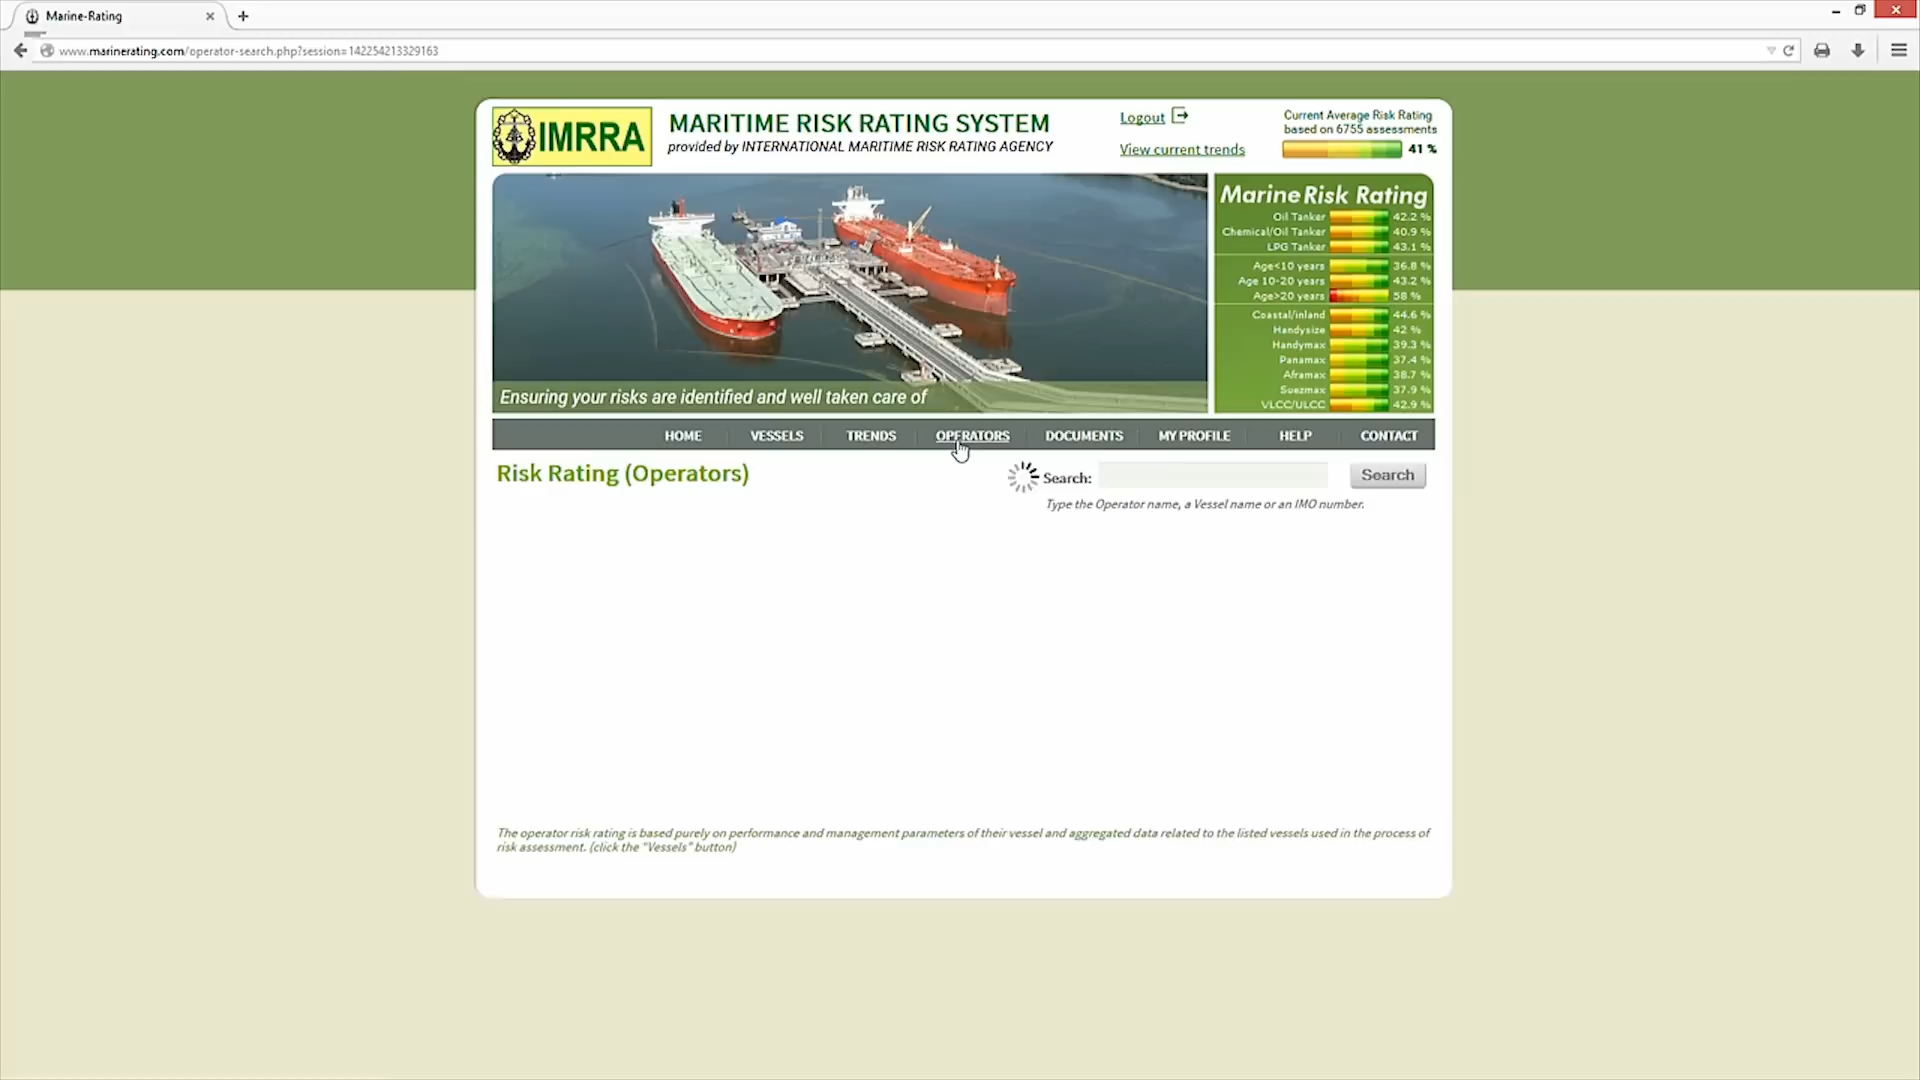 Marine-Rating
www.marinerating.com/operator-search.php?session=142254213329163
IMRRA
MARITIME RISK RATING SYSTEM
provided by INTERNATIONAL MARITIME RISK RATING AGENCY
Logout
View current trends
Current Average Risk Rating
based on 6755 assessments
41 %
Marine Risk Rating
Oil Tanker 42.2 %
Chemical/Oil Tanker 40.9 %
LPG Tanker 43.1 %
Age<10 years 36.8 %
Age 10-20 years 43.2 %
Age>20 years 58 %
Coastal/inland 44.6 %
Handysize 42 %
Handymax 39.3 %
Panamax 37.4 %
Aframax 38.7 %
Suezmax 37.9 %
VLCC/ULCC 42.9 %
Ensuring your risks are identified and well taken care of
HOME VESSELS TRENDS OPERATORS DOCUMENTS MY PROFILE HELP CONTACT
Risk Rating (Operators)
Search:
Search
Type the Operator name, a Vessel name or an IMO number.
The operator risk rating is based purely on performance and management parameters of their vessel and aggregated data related to the listed vessels used in the process of
risk assessment. (click the "Vessels" button)